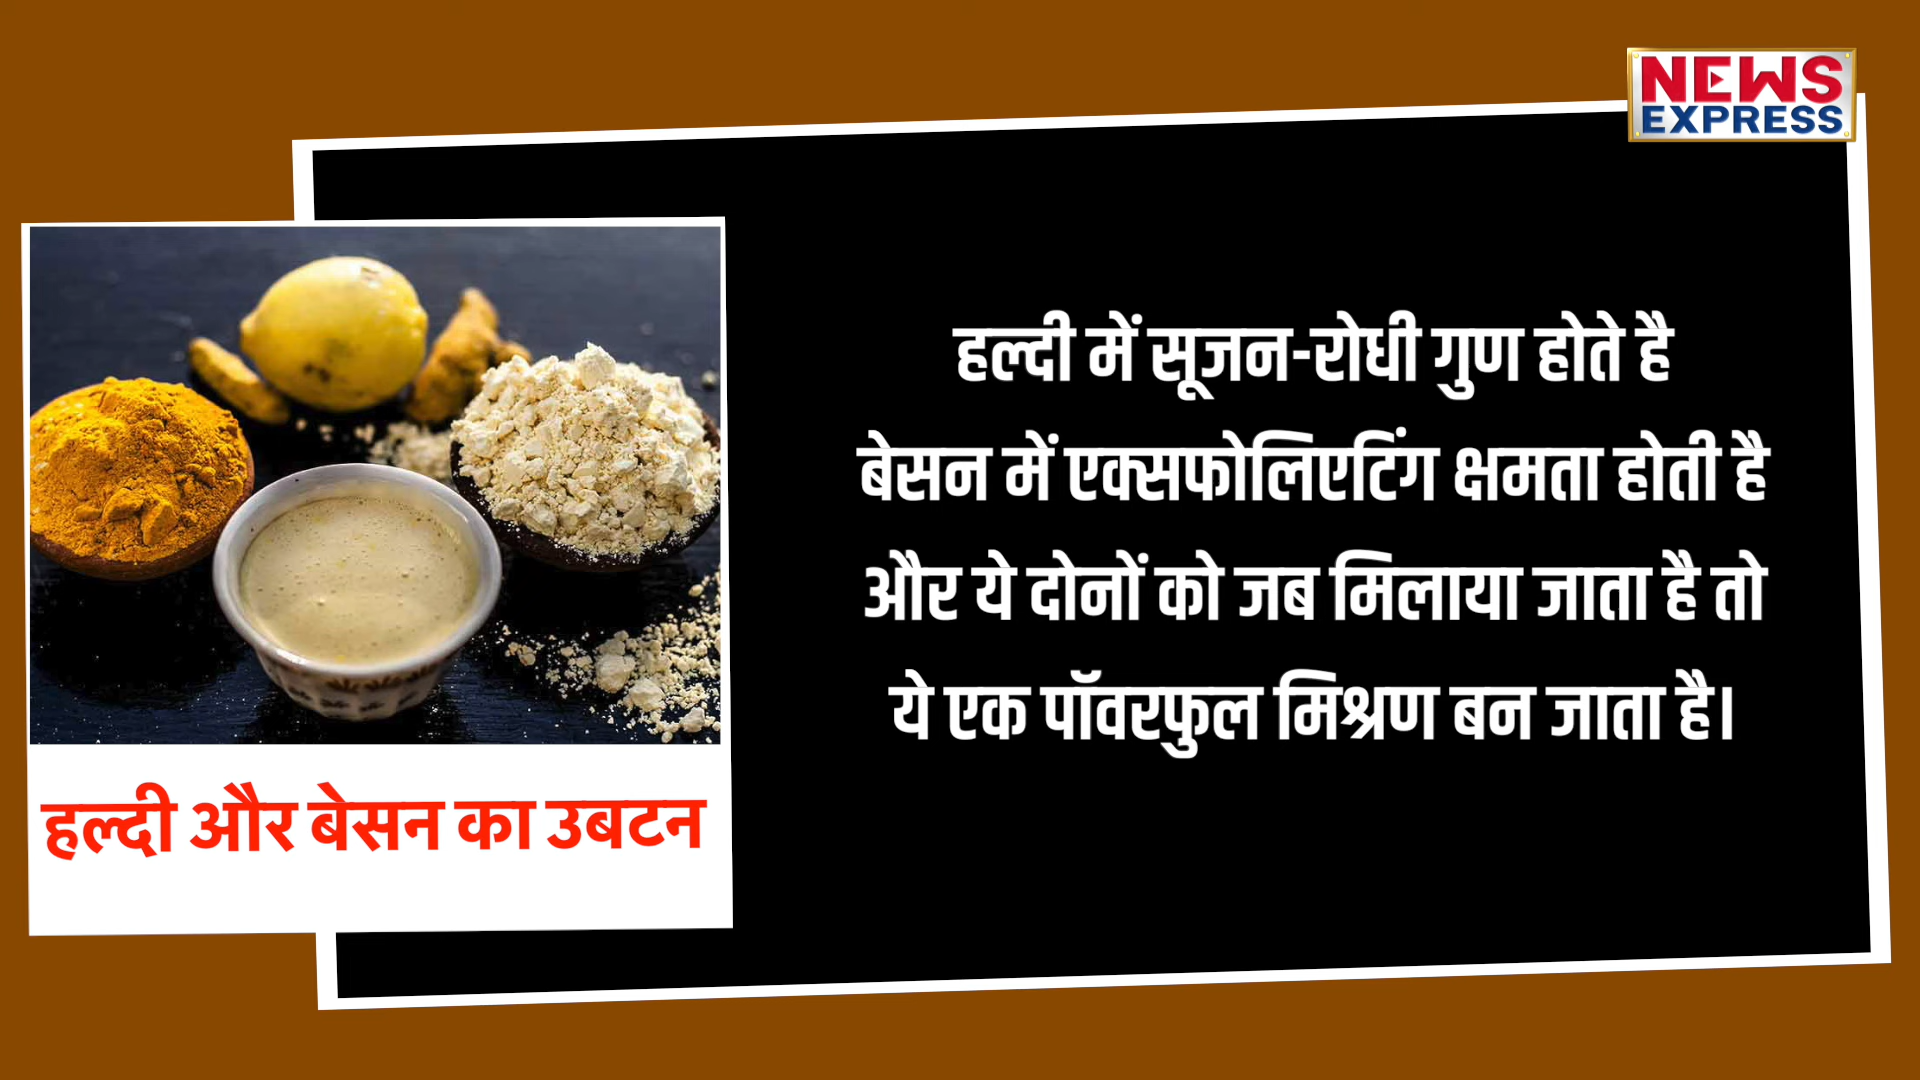 NEWS
EXPRESS
हल्दी में सूजन-रोधी गुण होते है
बेसन में एक्सफोलिएटिंग क्षमता होती है
और ये दोनों को जब मिलाया जाता है तो
ये एक पॉवरफुल मिश्रण बन जाता है।
हल्दी और बेसन का उबटन